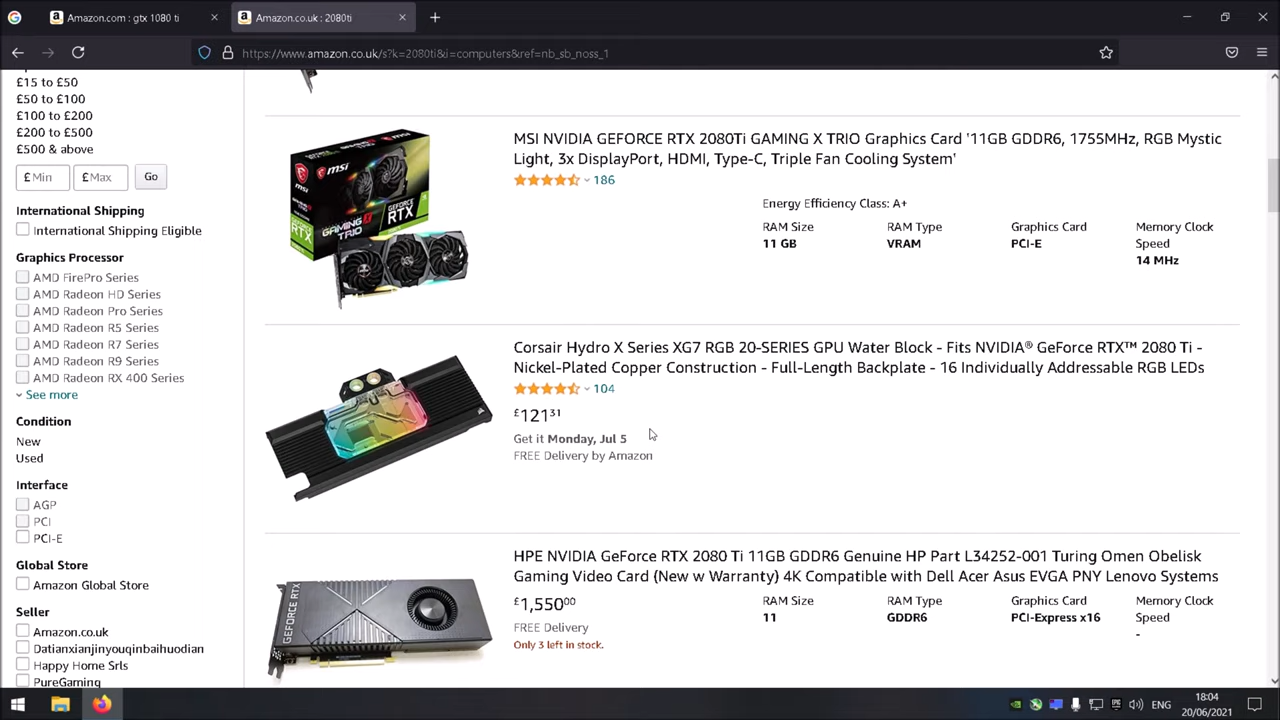 Amazon.com : gtx 1080 ti
Amazon.co.uk : 2080ti
https://www.amazon.co.uk/s?k=2080ti&i=computers&ref=nb_sb_noss_1
£15 to £50
£50 to £100
£100 to £200
£200 to £500
£500 & above
£ Min £ Max Go
International Shipping
International Shipping Eligible
Graphics Processor
AMD FirePro Series
AMD Radeon HD Series
AMD Radeon Pro Series
AMD Radeon R5 Series
AMD Radeon R7 Series
AMD Radeon R9 Series
AMD Radeon RX 400 Series
See more
Condition
New
Used
Interface
AGP
PCI
PCI-E
Global Store
Amazon Global Store
Seller
Amazon.co.uk
Datianxianjinyouqinbaihuodian
Happy Home Srls
PureGaming
msi
GEFORCE RTX
GAMING X
TRIO
MSI NVIDIA GEFORCE RTX 2080Ti GAMING X TRIO Graphics Card '11GB GDDR6, 1755MHz, RGB Mystic
Light, 3x DisplayPort, HDMI, Type-C, Triple Fan Cooling System'
186
Energy Efficiency Class: A+
RAM Size RAM Type Graphics Card Memory Clock
11 GB VRAM PCI-E Speed
14 MHz
Corsair Hydro X Series XG7 RGB 20-SERIES GPU Water Block - Fits NVIDIA® GeForce RTX™ 2080 Ti -
Nickel-Plated Copper Construction - Full-Length Backplate - 16 Individually Addressable RGB LEDs
104
£121 31
Get it Monday, Jul 5
FREE Delivery by Amazon
GEFORCE RTX
HPE NVIDIA GeForce RTX 2080 Ti 11GB GDDR6 Genuine HP Part L34252-001 Turing Omen Obelisk
Gaming Video Card (New w Warranty) 4K Compatible with Dell Acer Asus EVGA PNY Lenovo Systems
£1,550 00
FREE Delivery
Only 3 left in stock.
RAM Size RAM Type Graphics Card Memory Clock
11 GDDR6 PCI-Express x16 Speed
-
ENG
18:04
20/06/2021